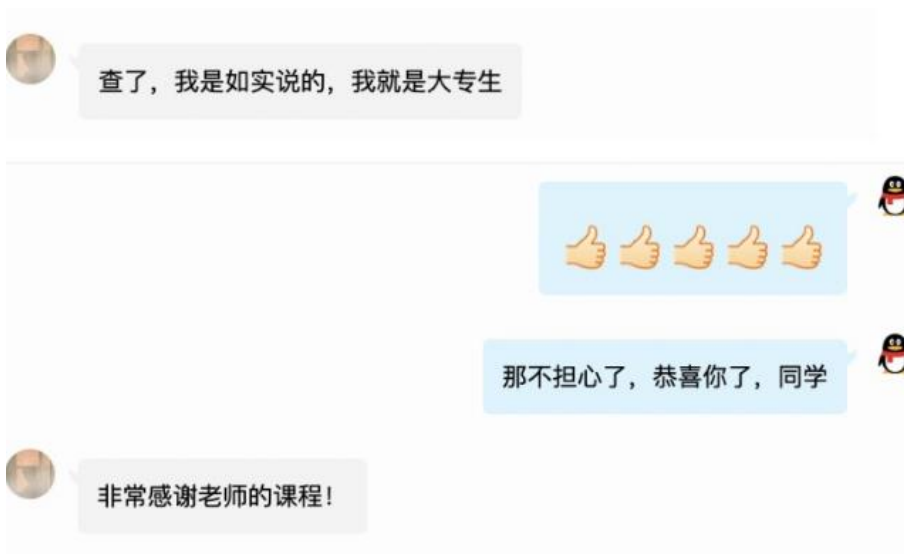 查了，我是如实说的，我就是大专生
👍🏻👍🏻👍🏻👍🏻👍🏻
那不担心了，恭喜你了，同学
非常感谢老师的课程！